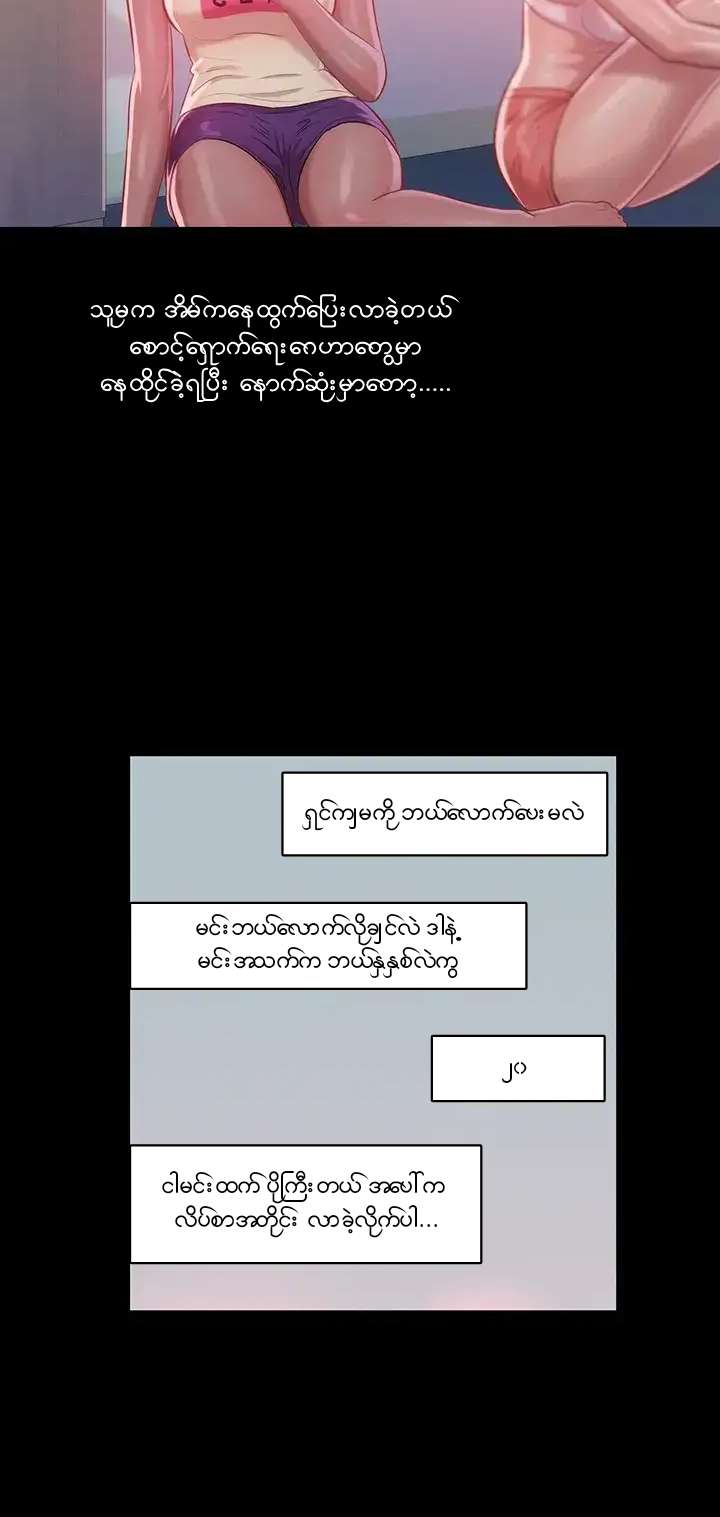 သူမက အိမ်ကနေထွက်ပြေးလာခဲ့တယ်
စောင့်ရှောက်ရေးဂေဟာတွေမှာ
နေထိုင်ခဲ့ရပြီး နောက်ဆုံးမှာတော့.....
ရှင်ကျမကို ဘယ်လောက်ပေးမလဲ
မင်းဘယ်လောက်လိုချင်လဲ ဒါနဲ့
မင်းအသက်က ဘယ်နှနှစ်လဲကွ
၂၀
ငါမင်းထက် ပိုကြီးတယ် အပေါ်က
လိပ်စာအတိုင်း လာခဲ့လိုက်ပါ...